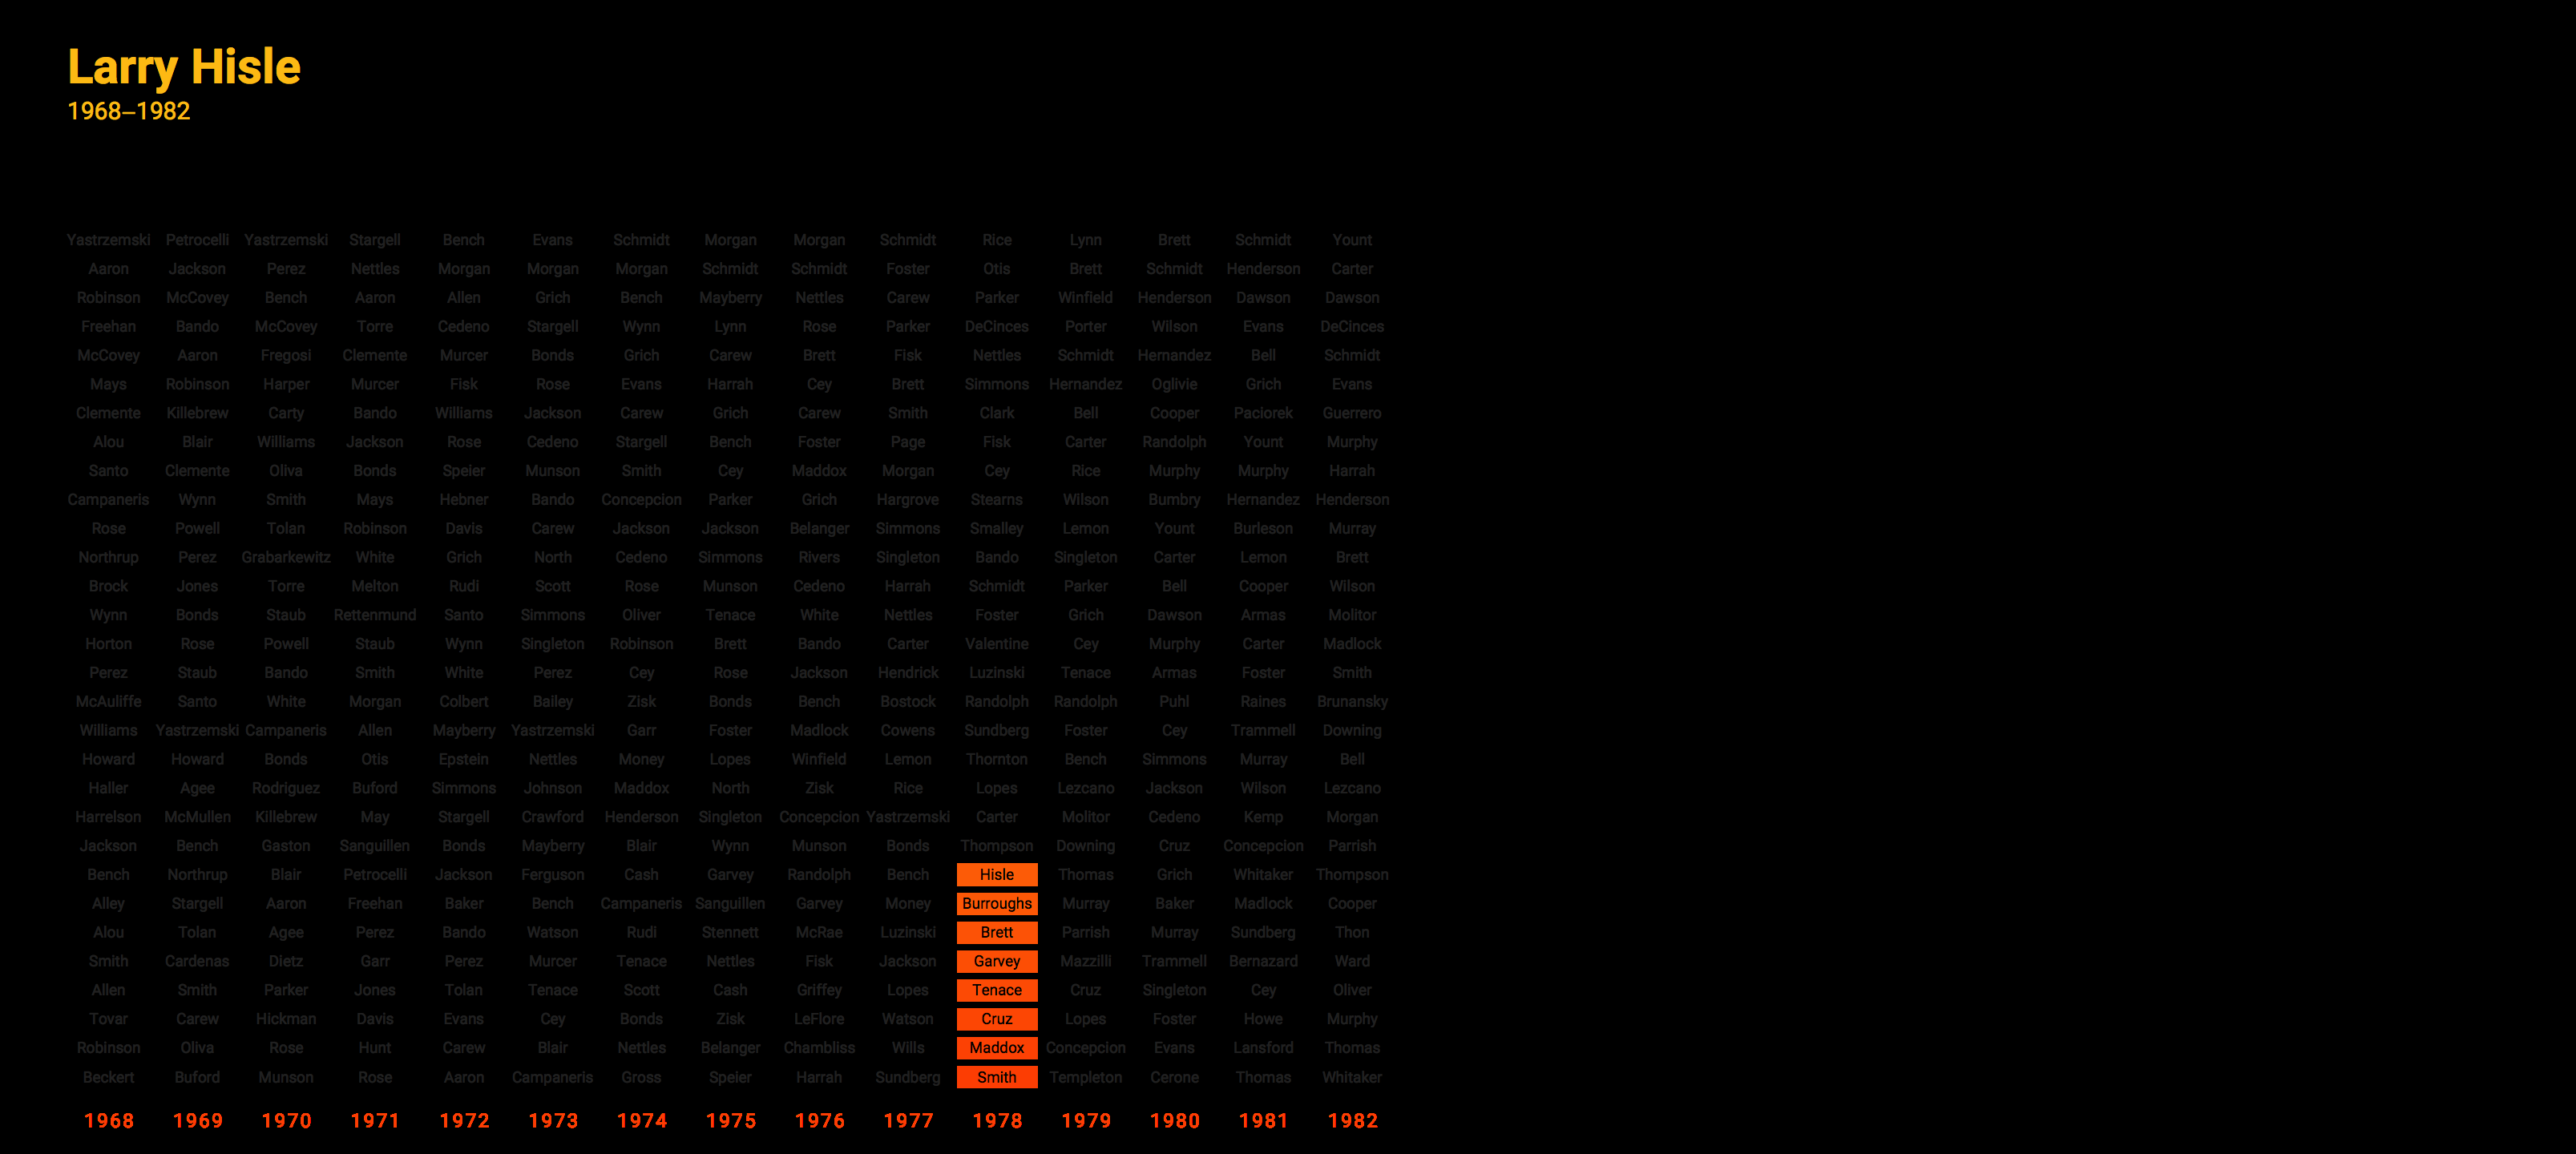 Larry Hisle
1968–1982
Yastrzemski Petrocelli Yastrzemski Stargell Bench Evans Schmidt Morgan Morgan Schmidt Rice Lynn Brett Schmidt Yount
Aaron Jackson Perez Nettles Morgan Morgan Morgan Schmidt Schmidt Foster Otis Brett Schmidt Henderson Carter
Robinson McCovey Bench Aaron Allen Grich Bench Mayberry Nettles Carew Parker Winfield Henderson Dawson Dawson
Freehan Bando McCovey Torre Cedeno Stargell Wynn Lynn Rose Parker DeCinces Porter Wilson Evans DeCinces
McCovey Aaron Fregosi Clemente Murcer Bonds Grich Carew Brett Fisk Nettles Schmidt Hernandez Bell Schmidt
Mays Robinson Harper Murcer Fisk Rose Evans Harrah Cey Brett Simmons Hernandez Oglivie Grich Evans
Clemente Killebrew Carty Bando Williams Jackson Carew Grich Carew Smith Clark Bell Cooper Paciorek Guerrero
Alou Blair Williams Jackson Rose Cedeno Stargell Bench Foster Page Fisk Carter Randolph Yount Murphy
Santo Clemente Oliva Bonds Speier Munson Smith Cey Maddox Morgan Cey Rice Murphy Murphy Harrah
Campaneris Wynn Smith Mays Hebner Bando Concepcion Parker Grich Hargrove Stearns Wilson Bumbry Hernandez Henderson
Rose Powell Tolan Robinson Davis Carew Jackson Jackson Belanger Simmons Smalley Lemon Yount Burleson Murray
Northrup Perez Grabarkewitz White Grich North Cedeno Simmons Rivers Singleton Bando Singleton Carter Lemon Brett
Brock Jones Torre Melton Rudi Scott Rose Munson Cedeno Harrah Schmidt Parker Bell Cooper Wilson
Wynn Bonds Staub Rettenmund Santo Simmons Oliver Tenace White Nettles Foster Grich Dawson Armas Molitor
Horton Rose Powell Staub Wynn Singleton Robinson Brett Bando Carter Valentine Cey Murphy Carter Madlock
Perez Staub Bando Smith White Perez Cey Rose Jackson Hendrick Luzinski Tenace Armas Foster Smith
McAuliffe Santo White Morgan Colbert Bailey Zisk Bonds Bench Bostock Randolph Randolph Puhl Raines Brunansky
Williams Yastrzemski Campaneris Allen Mayberry Yastrzemski Garr Foster Madlock Cowens Sundberg Foster Cey Trammell Downing
Howard Howard Bonds Otis Epstein Nettles Money Lopes Winfield Lemon Thornton Bench Simmons Murray Bell
Haller Agee Rodriguez Buford Simmons Johnson Maddox North Zisk Rice Lopes Lezcano Jackson Wilson Lezcano
Harrelson McMullen Killebrew May Stargell Crawford Henderson Singleton Concepcion Yastrzemski Carter Molitor Cedeno Kemp Morgan
Jackson Bench Gaston Sanguillen Bonds Mayberry Blair Wynn Munson Bonds Thompson Downing Cruz Concepcion Parrish
Bench Northrup Blair Petrocelli Jackson Ferguson Cash Garvey Randolph Bench Hisle Thomas Grich Whitaker Thompson
Alley Stargell Aaron Freehan Baker Bench Campaneris Sanguillen Garvey Money Burroughs Murray Baker Madlock Cooper
Alou Tolan Agee Perez Bando Watson Rudi Stennett McRae Luzinski Brett Parrish Murray Sundberg Thon
Smith Cardenas Dietz Garr Perez Murcer Tenace Nettles Fisk Jackson Garvey Mazzilli Trammell Bernazard Ward
Allen Smith Parker Jones Tolan Tenace Scott Cash Griffey Lopes Tenace Cruz Singleton Cey Oliver
Tovar Carew Hickman Davis Evans Cey Bonds Zisk LeFlore Watson Cruz Lopes Foster Howe Murphy
Robinson Oliva Rose Hunt Carew Blair Nettles Belanger Chambliss Wills Maddox Concepcion Evans Lansford Thomas
Beckert Buford Munson Rose Aaron Campaneris Gross Speier Harrah Sundberg Smith Templeton Cerone Thomas Whitaker
1968 1969 1970 1971 1972 1973 1974 1975 1976 1977 1978 1979 1980 1981 1982